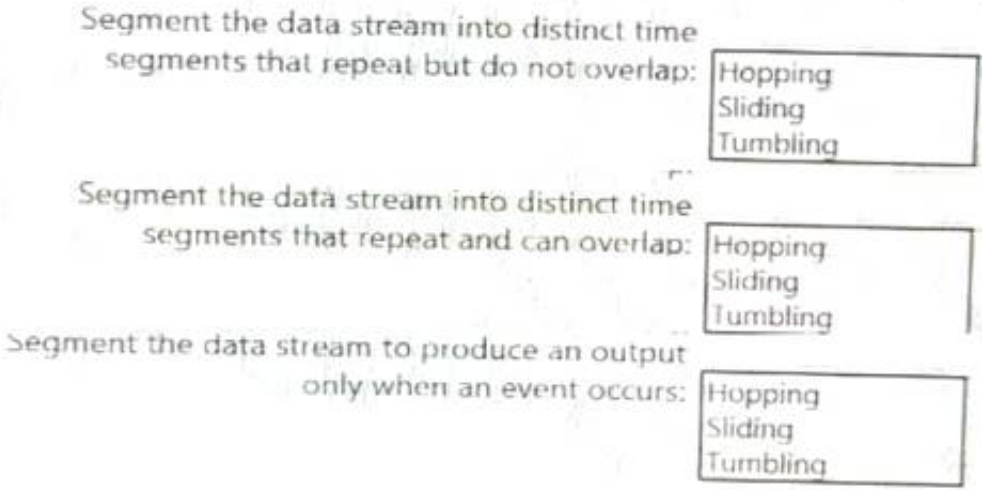 Segment the data stream into distinct time
segments that repeat but do not overlap:
Hopping
Sliding
Tumbling
Segment the data stream into distinct time
segments that repeat and can overlap:
Hopping
Sliding
Tumbling
Segment the data stream to produce an output
only when an event occurs:
Hopping
Sliding
Tumbling